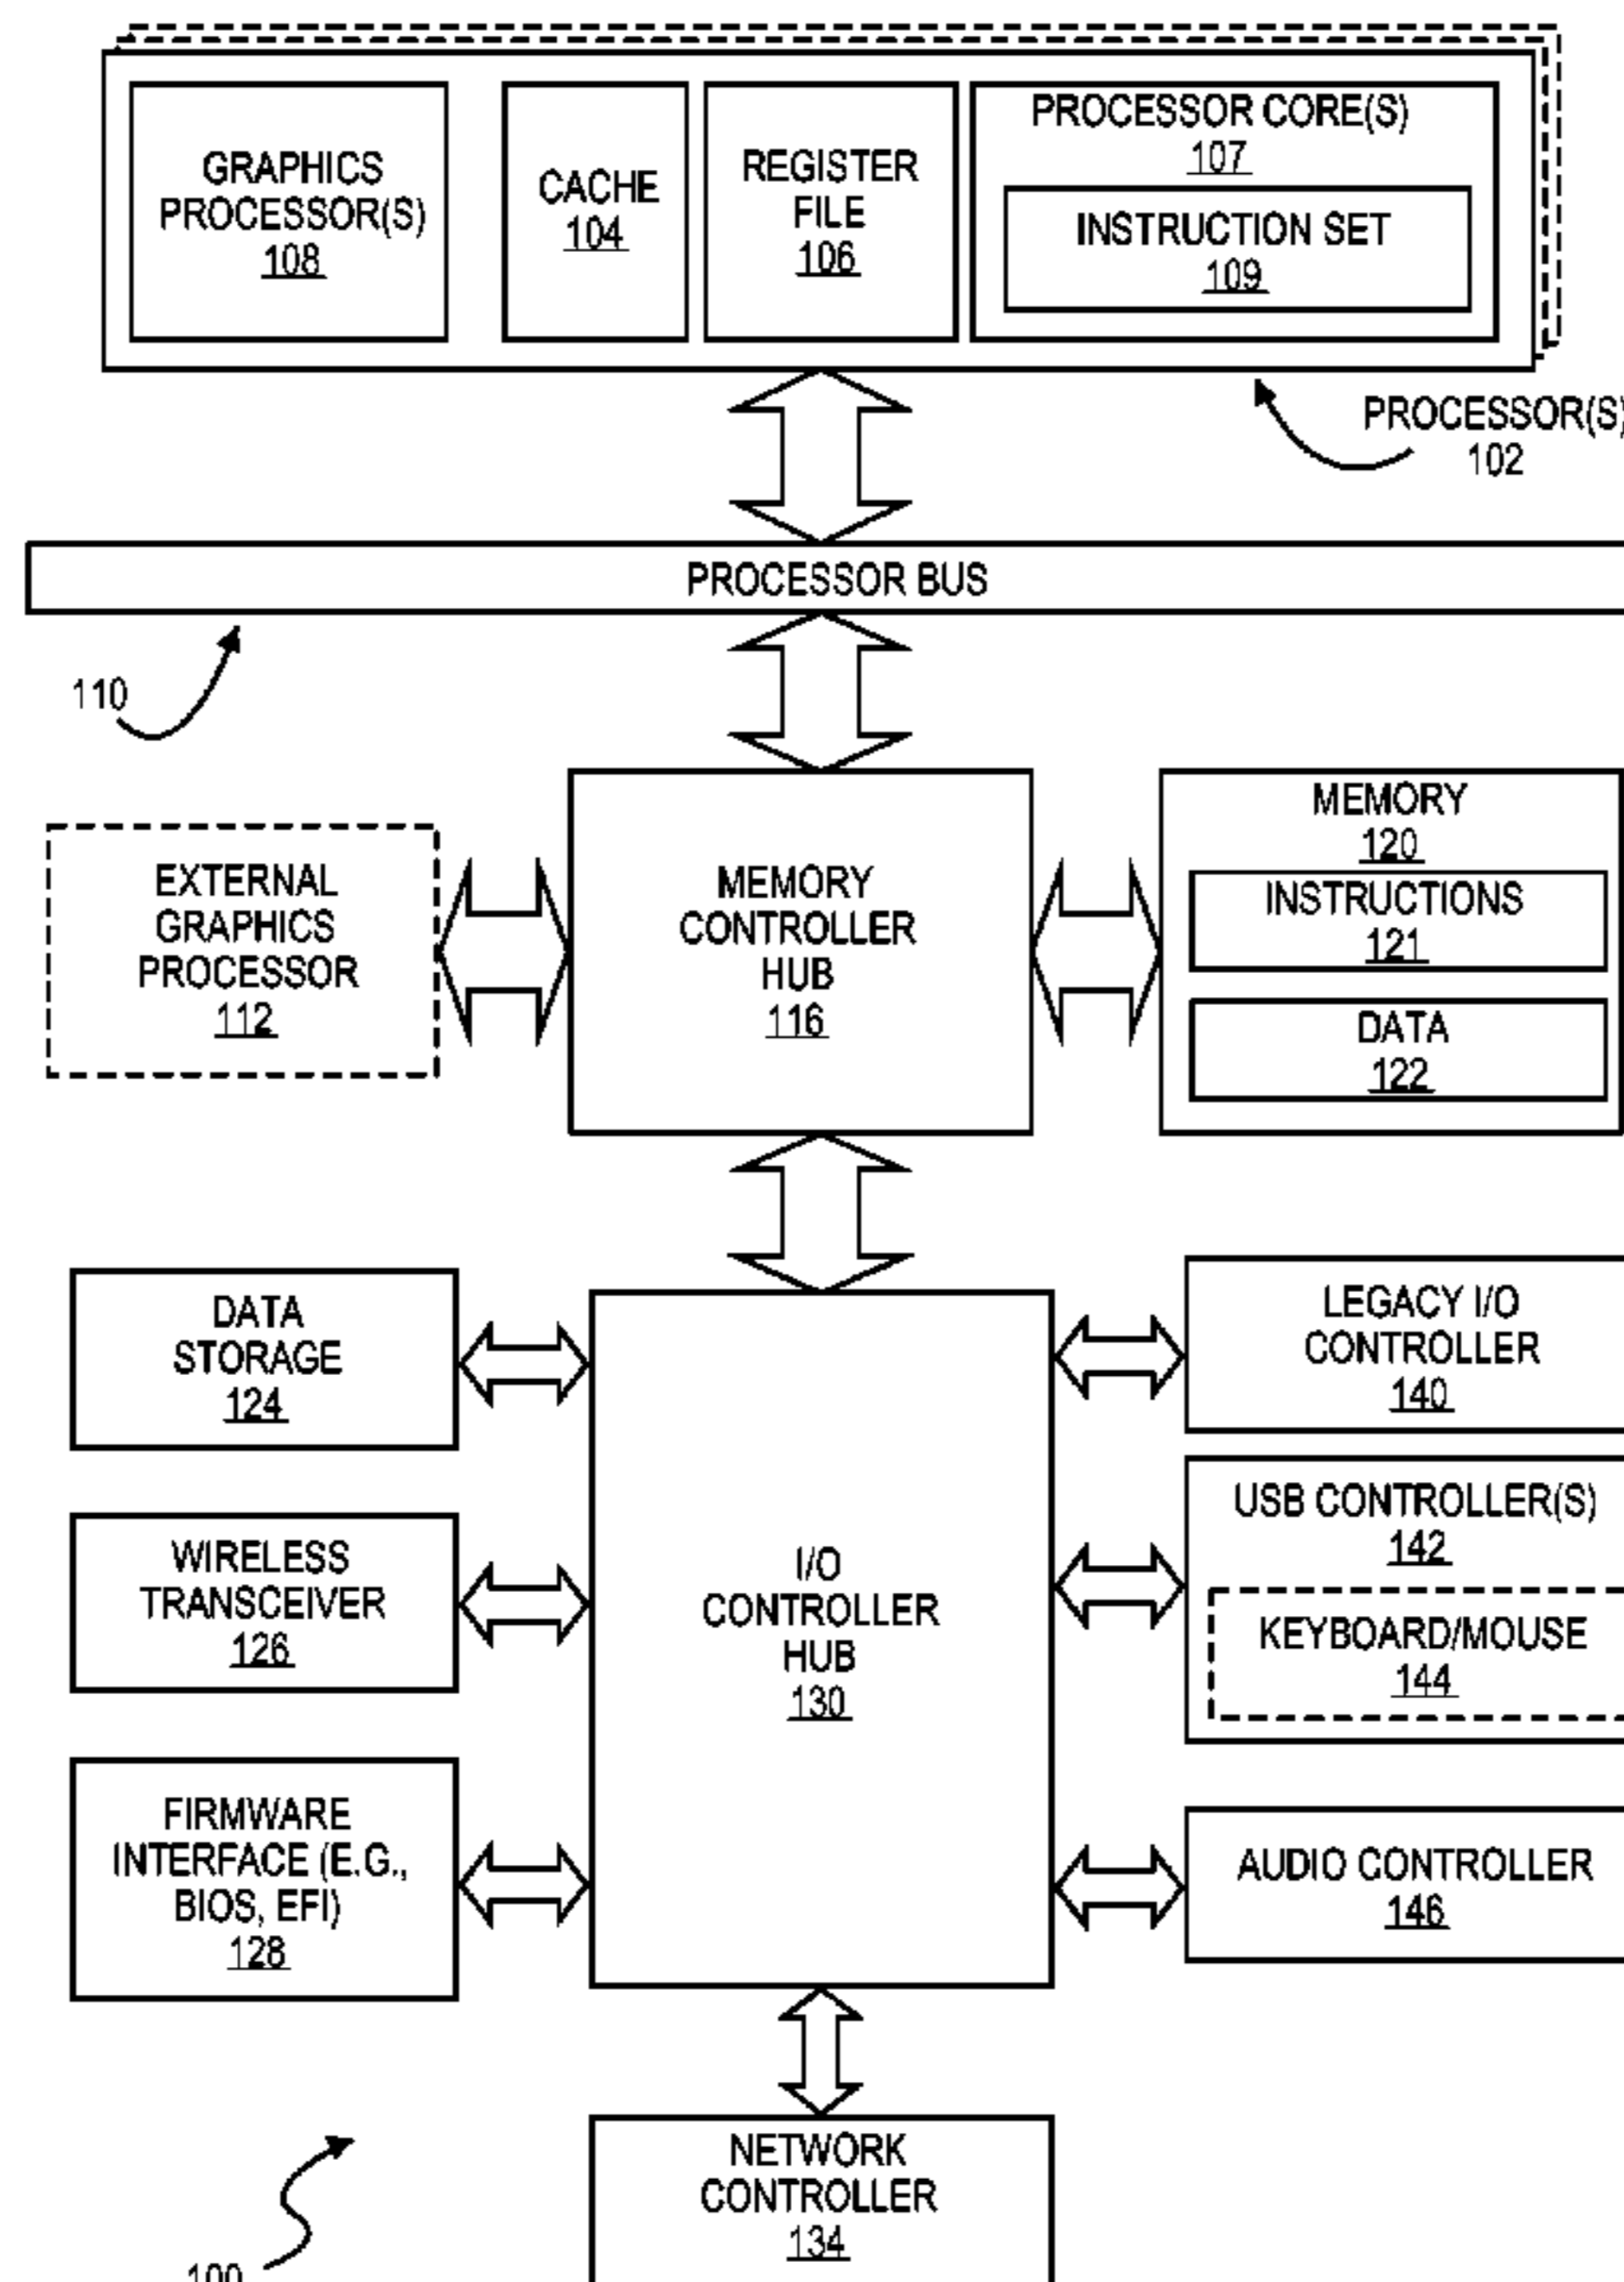 GRAPHICS
PROCESSOR(S)
108
CACHE
104
REGISTER
FILE
106
PROCESSOR CORE(S)
107
INSTRUCTION SET
109
PROCESSOR(S)
102
PROCESSOR BUS
110
EXTERNAL
GRAPHICS
PROCESSOR
112
MEMORY
CONTROLLER
HUB
116
MEMORY
120
INSTRUCTIONS
121
DATA
122
DATA
STORAGE
124
WIRELESS
TRANSCEIVER
126
FIRMWARE
INTERFACE (E.G.,
BIOS, EFI)
128
I/O
CONTROLLER
HUB
130
LEGACY I/O
CONTROLLER
140
USB CONTROLLER(S)
142
KEYBOARD/MOUSE
144
AUDIO CONTROLLER
146
NETWORK
CONTROLLER
134
100